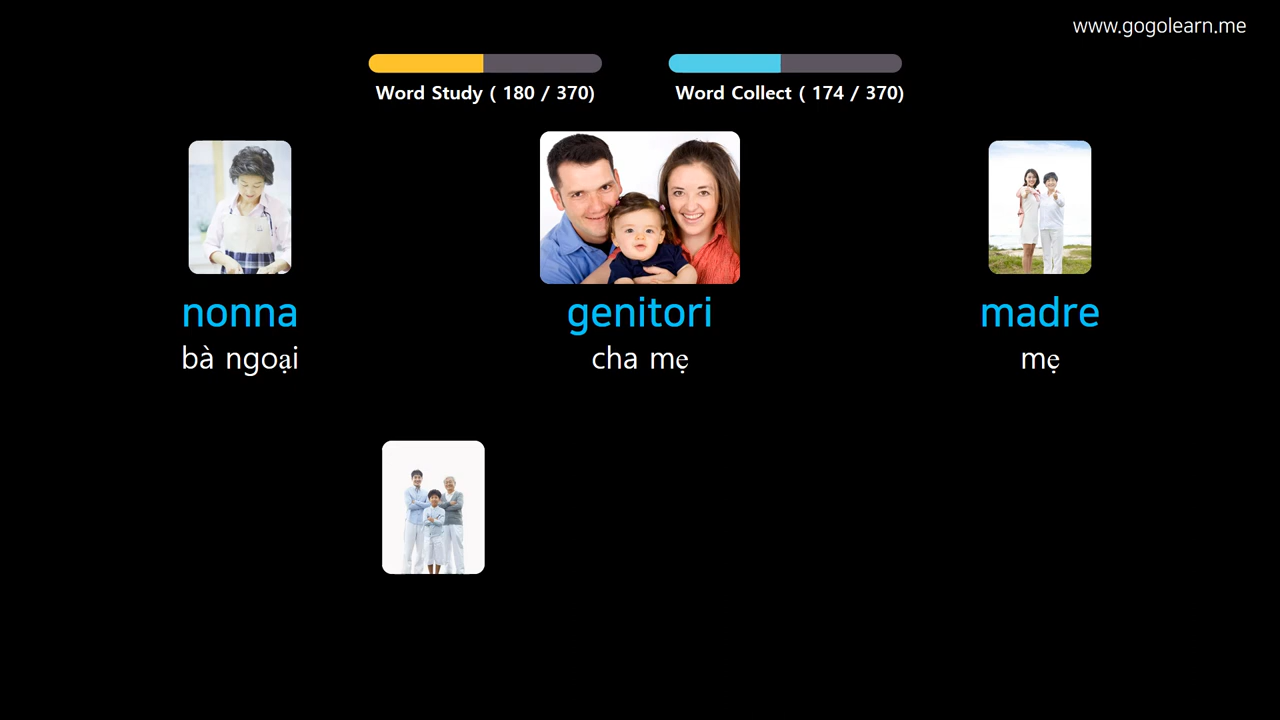 www.gogolearn.me
Word Study ( 180 / 370)
Word Collect ( 174 / 370)
nonna
genitori
madre
bà ngoại
cha mẹ
mẹ